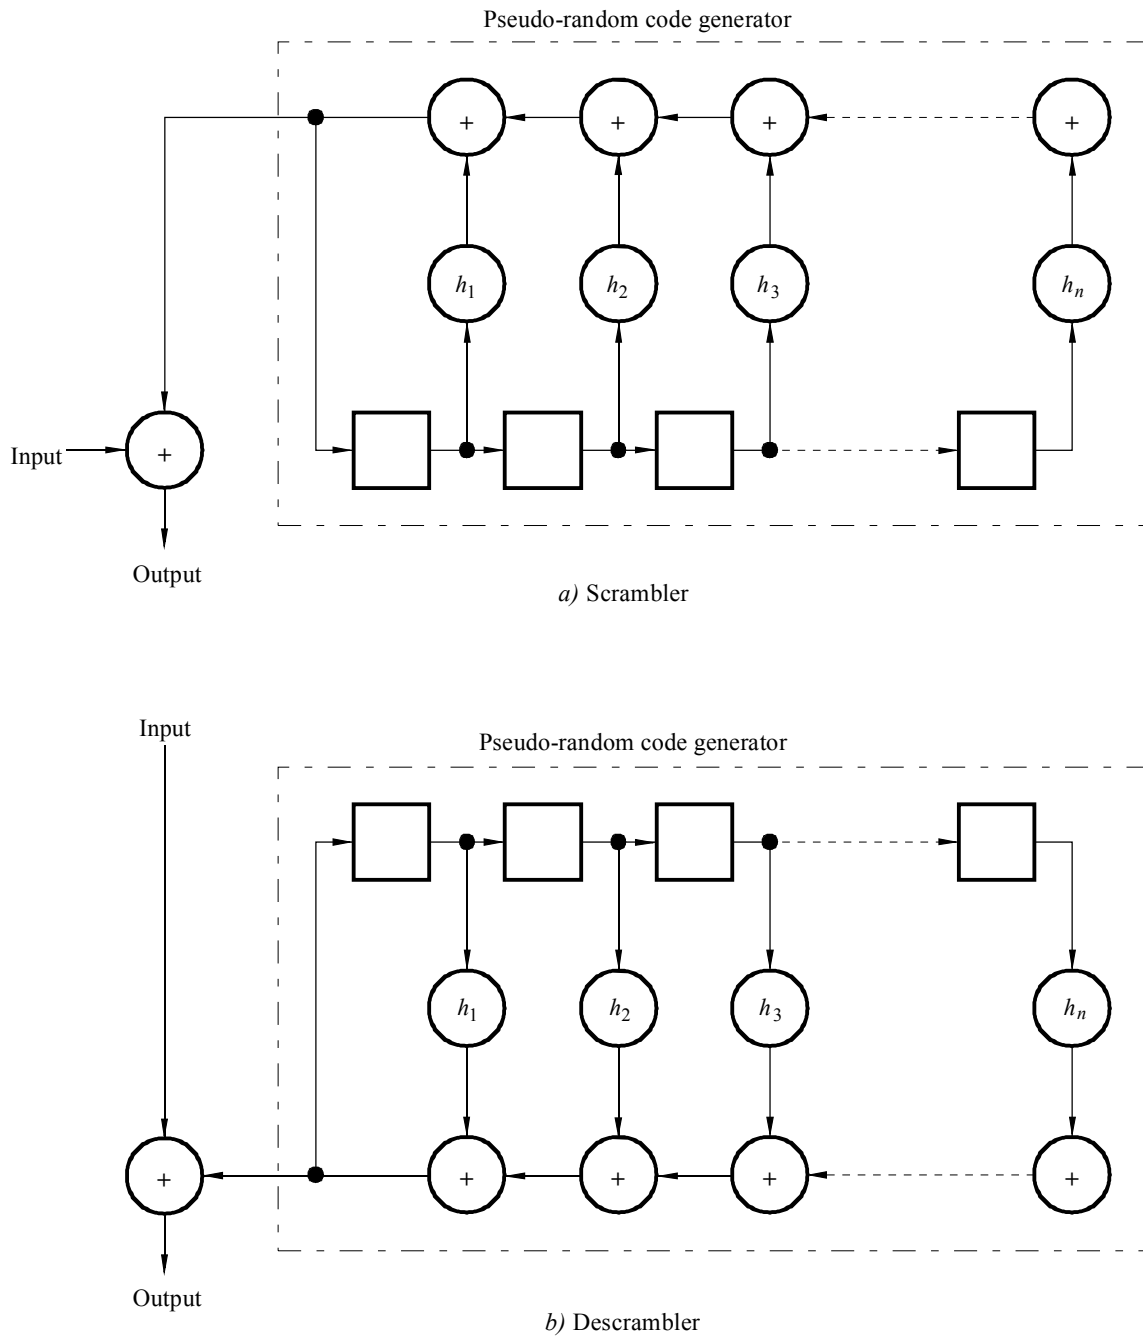 Pseudo-random code generator
+ + + +
h1 h2 h3 hn
Input
+
Output
a) Scrambler
Input
Pseudo-random code generator
h1 h2 h3 hn
+ + + + +
Output
b) Descrambler